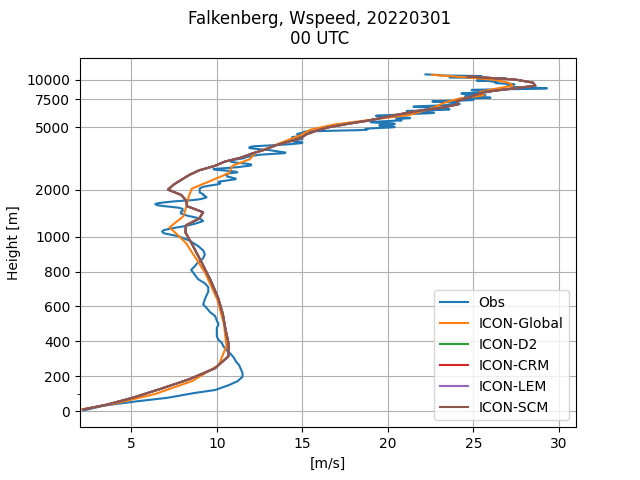 Falkenberg, Wspeed, 20220301
00 UTC
10000
7500
5000
2000
1000
800
600
400
200
0
Height [m]
Obs
ICON-Global
ICON-D2
ICON-CRM
ICON-LEM
ICON-SCM
5 10 15 20 25 30
[m/s]